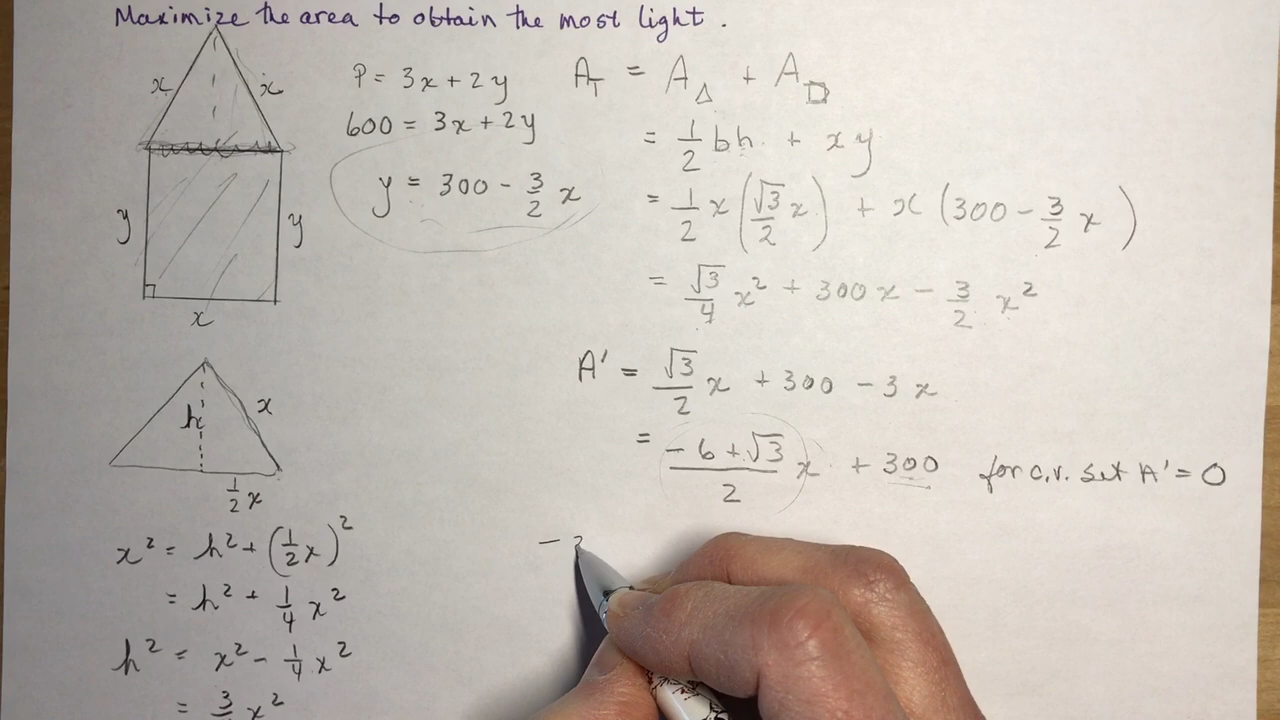 Maximize the area to obtain the most light.
x x
y y
x
P = 3x + 2y
600 = 3x + 2y
y = 300 - 3/2 x
A_T = A_△ + A_□
= 1/2 bh + xy
= 1/2 x (√3/2 x) + x (300 - 3/2 x)
= √3/4 x² + 300x - 3/2 x²
A' = √3/2 x + 300 - 3x
= (-6 + √3)/2 x + 300 for c.v. set A' = 0
h x
1/2 x
x² = h² + (1/2 x)²
= h² + 1/4 x²
h² = x² - 1/4 x²
= 3/ x²
-